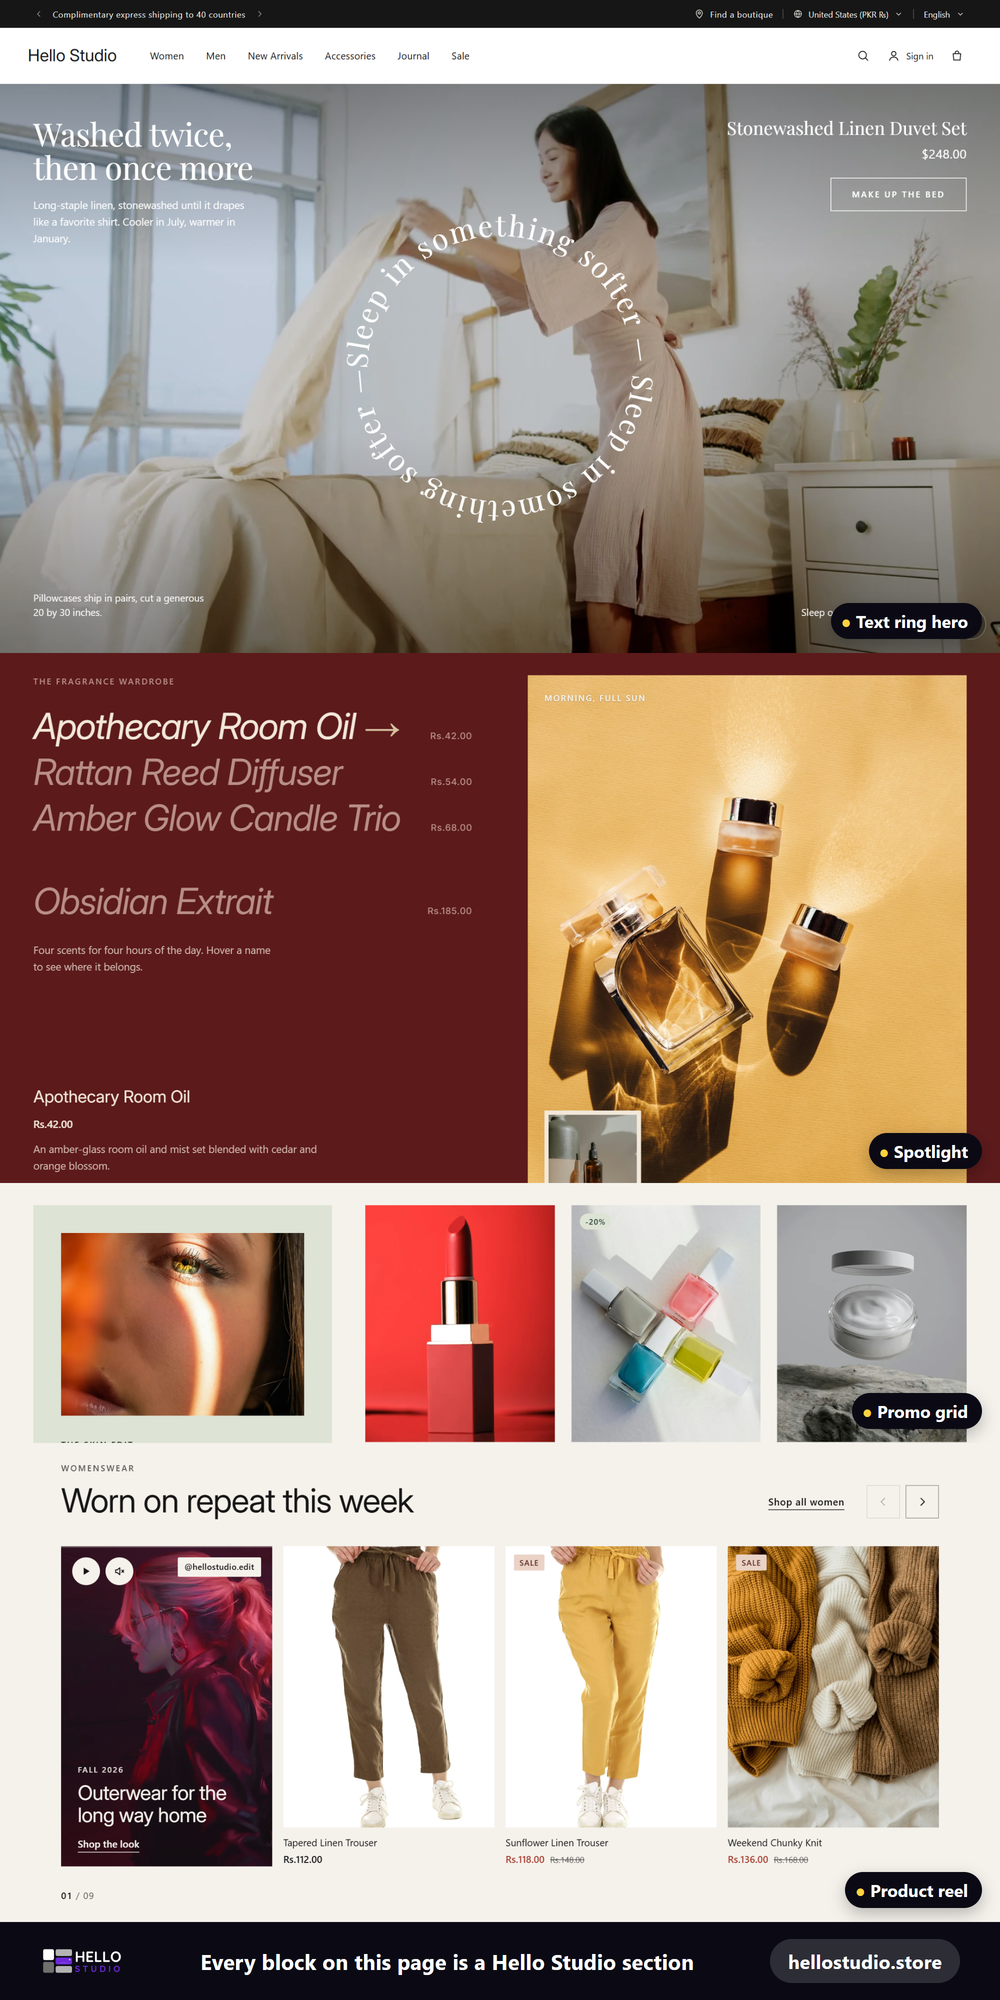 Complimentary express shipping to 40 countries
Find a boutique
United States (PKR ₨)
English
Hello Studio
Women
Men
New Arrivals
Accessories
Journal
Sale
Sign in
Washed twice,
then once more
Long-staple linen, stonewashed until it drapes
like a favorite shirt. Cooler in July, warmer in
January.
Stonewashed Linen Duvet Set
$248.00
MAKE UP THE BED
Sleep in something softer — Sleep in something softer —
Pillowcases ship in pairs, cut a generous
20 by 30 inches.
Sleep
Text ring hero
THE FRAGRANCE WARDROBE
Apothecary Room Oil →
Rs.42.00
Rattan Reed Diffuser
Rs.54.00
Amber Glow Candle Trio
Rs.68.00
Obsidian Extrait
Rs.185.00
Four scents for four hours of the day. Hover a name
to see where it belongs.
MORNING, FULL SUN
Apothecary Room Oil
Rs.42.00
An amber-glass room oil and mist set blended with cedar and
orange blossom.
Spotlight
-20%
Promo grid
WOMENSWEAR
Worn on repeat this week
Shop all women
@hellostudio.edit
SALE
SALE
FALL 2026
Outerwear for the
long way home
Shop the look
Tapered Linen Trouser
Rs.112.00
Sunflower Linen Trouser
Rs.118.00 Rs.148.00
Weekend Chunky Knit
Rs.136.00 Rs.168.00
01 / 09
Product reel
HELLO
STUDIO
Every block on this page is a Hello Studio section
hellostudio.store